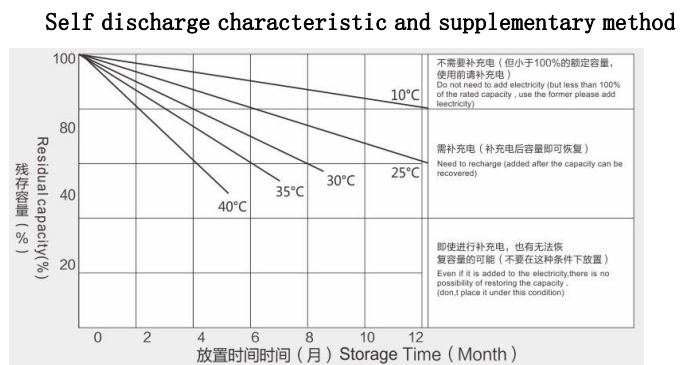 Self discharge characteristic and supplementary method
100
80
40
20
残存容量（%）
Residual capacity(%)
10°C
25°C
30°C
35°C
40°C
不需要补充电（但小于100%的额定容量，
使用前请补充电）
Do not need to add electricity (but less than 100%
of the rated capacity , use the former please add
leectricity)
需补充电（补充电后容量即可恢复）
Need to recharge (added after the capacity can be
recovered)
即使进行补充电，也有无法恢
复容量的可能（不要在这种条件下放置）
Even if it is added to the electricity,there is no
possibility of restoring the capacity .
(don,t place it under this condition)
0 2 4 6 8 10 12
放置时间时间（月）Storage Time（Month）